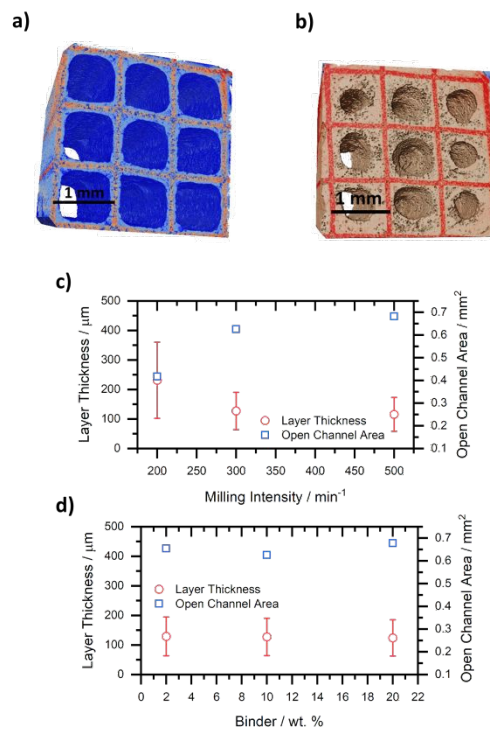 a)
b)
1 mm
1 mm
c)
500
400
300
200
100
0
Layer Thickness / µm
0.7
0.6
0.5
0.4
0.3
0.2
0.1
Open Channel Area / mm²
Layer Thickness
Open Channel Area
200 250 300 350 400 450 500
Milling Intensity / min⁻¹
d)
500
400
300
200
100
0
Layer Thickness / µm
0.7
0.6
0.5
0.4
0.3
0.2
0.1
Open Channel Area / mm²
Layer Thickness
Open Channel Area
0 2 4 6 8 10 12 14 16 18 20 22
Binder / wt. %